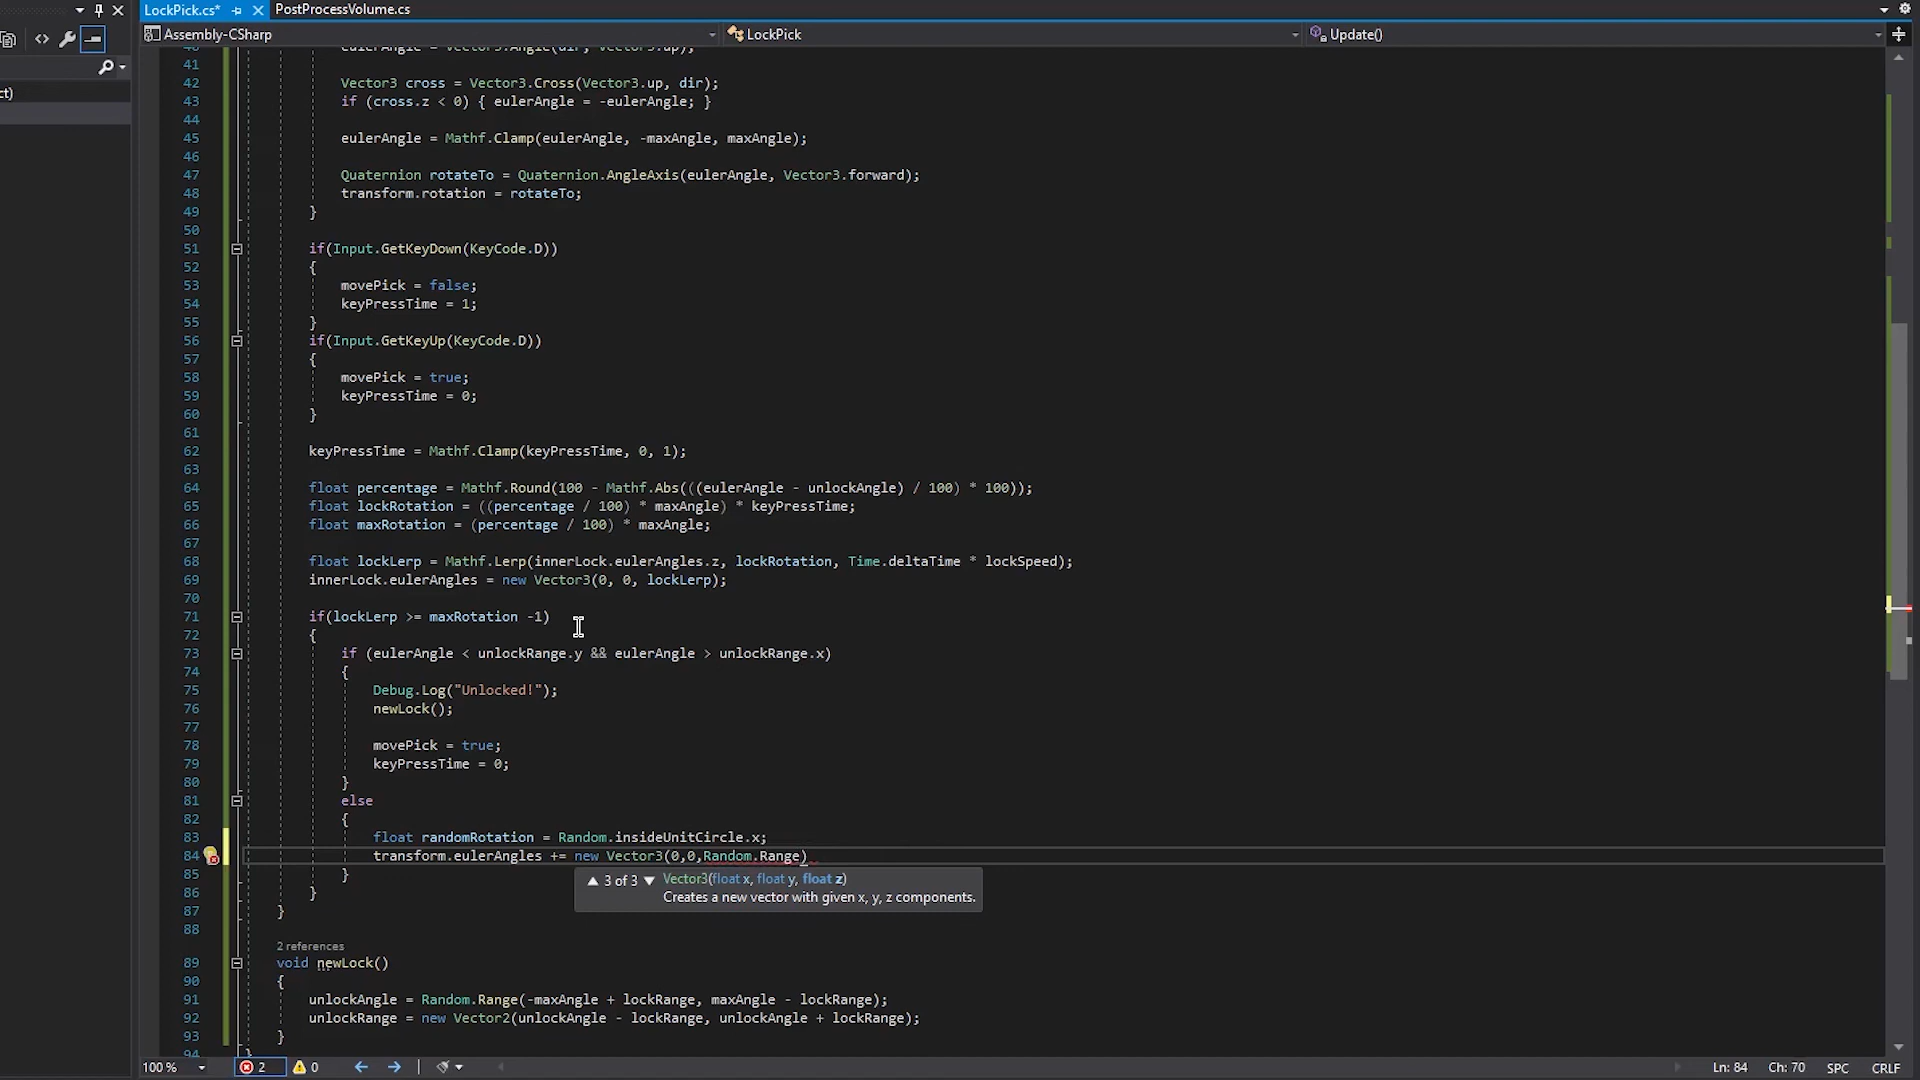 LockPick.cs* PostProcessVolume.cs
Assembly-CSharp LockPick Update()
ct)
40 eulerAngle = Vector3.Angle(dir, Vector3.up);
41
42 Vector3 cross = Vector3.Cross(Vector3.up, dir);
43 if (cross.z < 0) { eulerAngle = -eulerAngle; }
44
45 eulerAngle = Mathf.Clamp(eulerAngle, -maxAngle, maxAngle);
46
47 Quaternion rotateTo = Quaternion.AngleAxis(eulerAngle, Vector3.forward);
48 transform.rotation = rotateTo;
49 }
50
51 if(Input.GetKeyDown(KeyCode.D))
52 {
53 movePick = false;
54 keyPressTime = 1;
55 }
56 if(Input.GetKeyUp(KeyCode.D))
57 {
58 movePick = true;
59 keyPressTime = 0;
60 }
61
62 keyPressTime = Mathf.Clamp(keyPressTime, 0, 1);
63
64 float percentage = Mathf.Round(100 - Mathf.Abs(((eulerAngle - unlockAngle) / 100) * 100));
65 float lockRotation = ((percentage / 100) * maxAngle) * keyPressTime;
66 float maxRotation = (percentage / 100) * maxAngle;
67
68 float lockLerp = Mathf.Lerp(innerLock.eulerAngles.z, lockRotation, Time.deltaTime * lockSpeed);
69 innerLock.eulerAngles = new Vector3(0, 0, lockLerp);
70
71 if(lockLerp >= maxRotation -1)
72 {
73 if (eulerAngle < unlockRange.y && eulerAngle > unlockRange.x)
74 {
75 Debug.Log("Unlocked!");
76 newLock();
77
78 movePick = true;
79 keyPressTime = 0;
80 }
81 else
82 {
83 float randomRotation = Random.insideUnitCircle.x;
84 transform.eulerAngles += new Vector3(0,0,Random.Range)
85 }
3 of 3 Vector3(float x, float y, float z)
86 }
Creates a new vector with given x, y, z components.
87 }
88
2 references
89 void newLock()
90 {
91 unlockAngle = Random.Range(-maxAngle + lockRange, maxAngle - lockRange);
92 unlockRange = new Vector2(unlockAngle - lockRange, unlockAngle + lockRange);
93 }
94 }
100 % 2 0 Ln: 84 Ch: 70 SPC CRLF